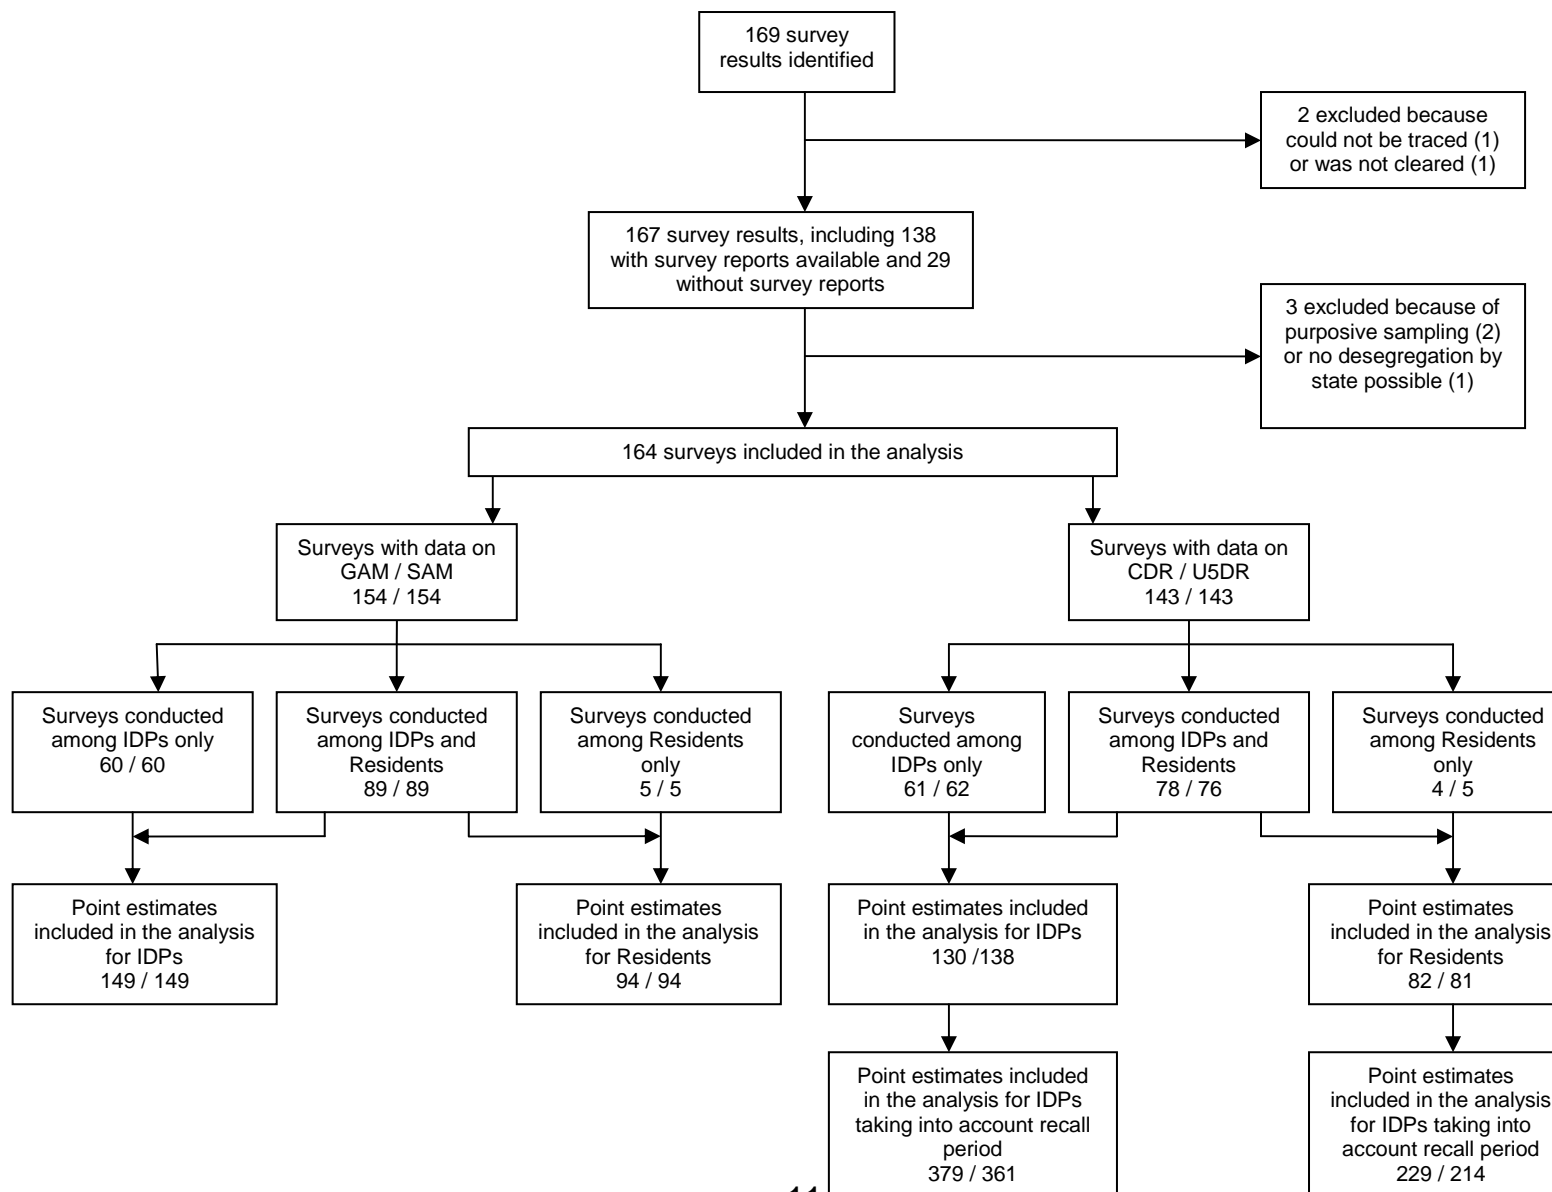 169 survey
results identified
2 excluded because
could not be traced (1)
or was not cleared (1)
167 survey results, including 138
with survey reports available and 29
without survey reports
3 excluded because of
purposive sampling (2)
or no desegregation by
state possible (1)
164 surveys included in the analysis
Surveys with data on
GAM / SAM
154 / 154
Surveys with data on
CDR / U5DR
143 / 143
Surveys conducted
among IDPs only
60 / 60
Surveys conducted
among IDPs and
Residents
89 / 89
Surveys conducted
among Residents
only
5 / 5
Surveys
conducted among
IDPs only
61 / 62
Surveys conducted
among IDPs and
Residents
78 / 76
Surveys conducted
among Residents
only
4 / 5
Point estimates
included in the analysis
for IDPs
149 / 149
Point estimates
included in the analysis
for Residents
94 / 94
Point estimates included
in the analysis for IDPs
130 /138
Point estimates
included in the analysis
for Residents
82 / 81
Point estimates included
in the analysis for IDPs
taking into account recall
period
379 / 361
Point estimates
included in the analysis
for IDPs taking into
account recall period
229 / 214